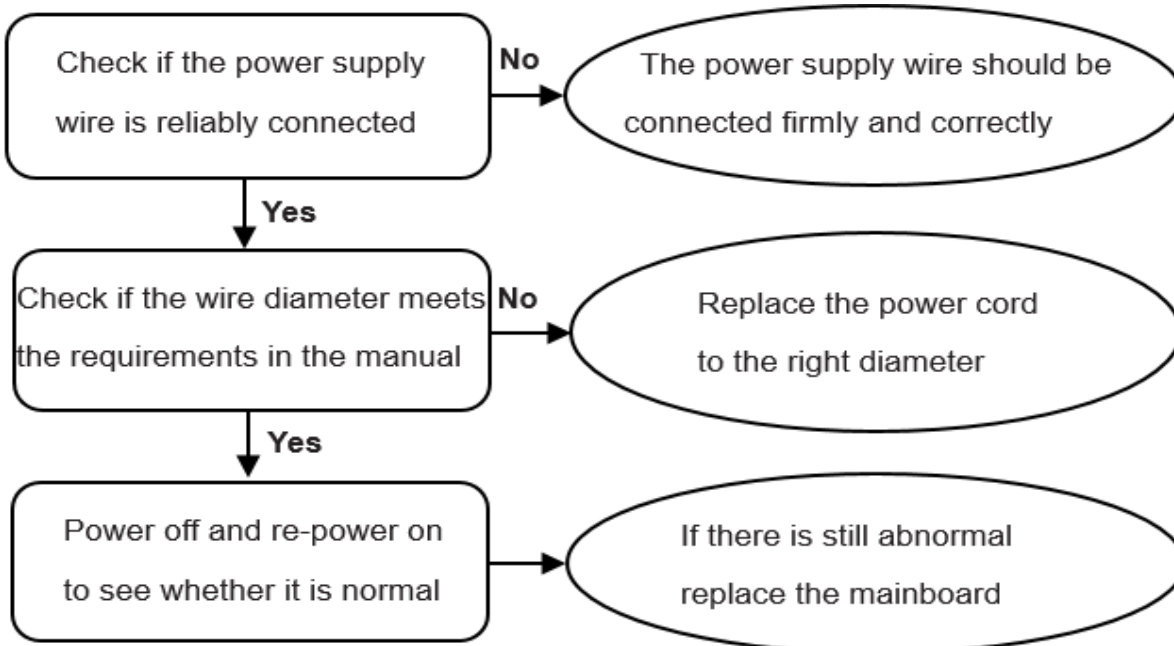 Check if the power supply
wire is reliably connected
No
The power supply wire should be
connected firmly and correctly
Yes
Check if the wire diameter meets
the requirements in the manual
No
Replace the power cord
to the right diameter
Yes
Power off and re-power on
to see whether it is normal
If there is still abnormal
replace the mainboard